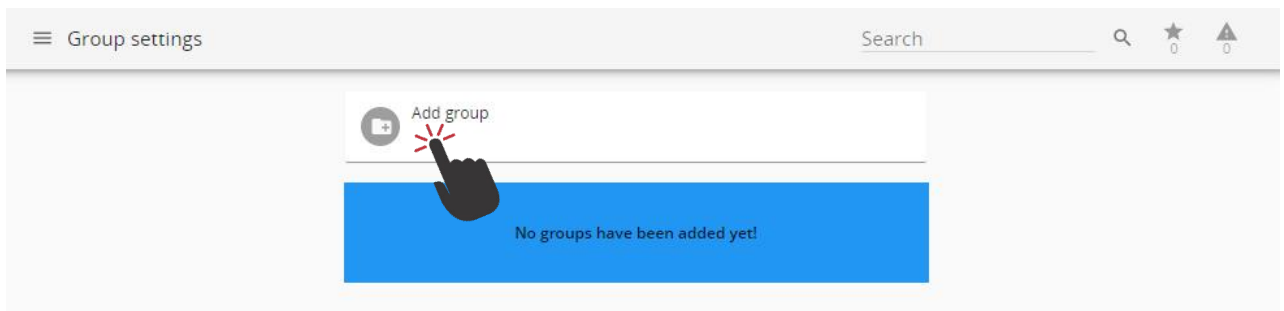 Group settings
Search
0
0
Add group
No groups have been added yet!